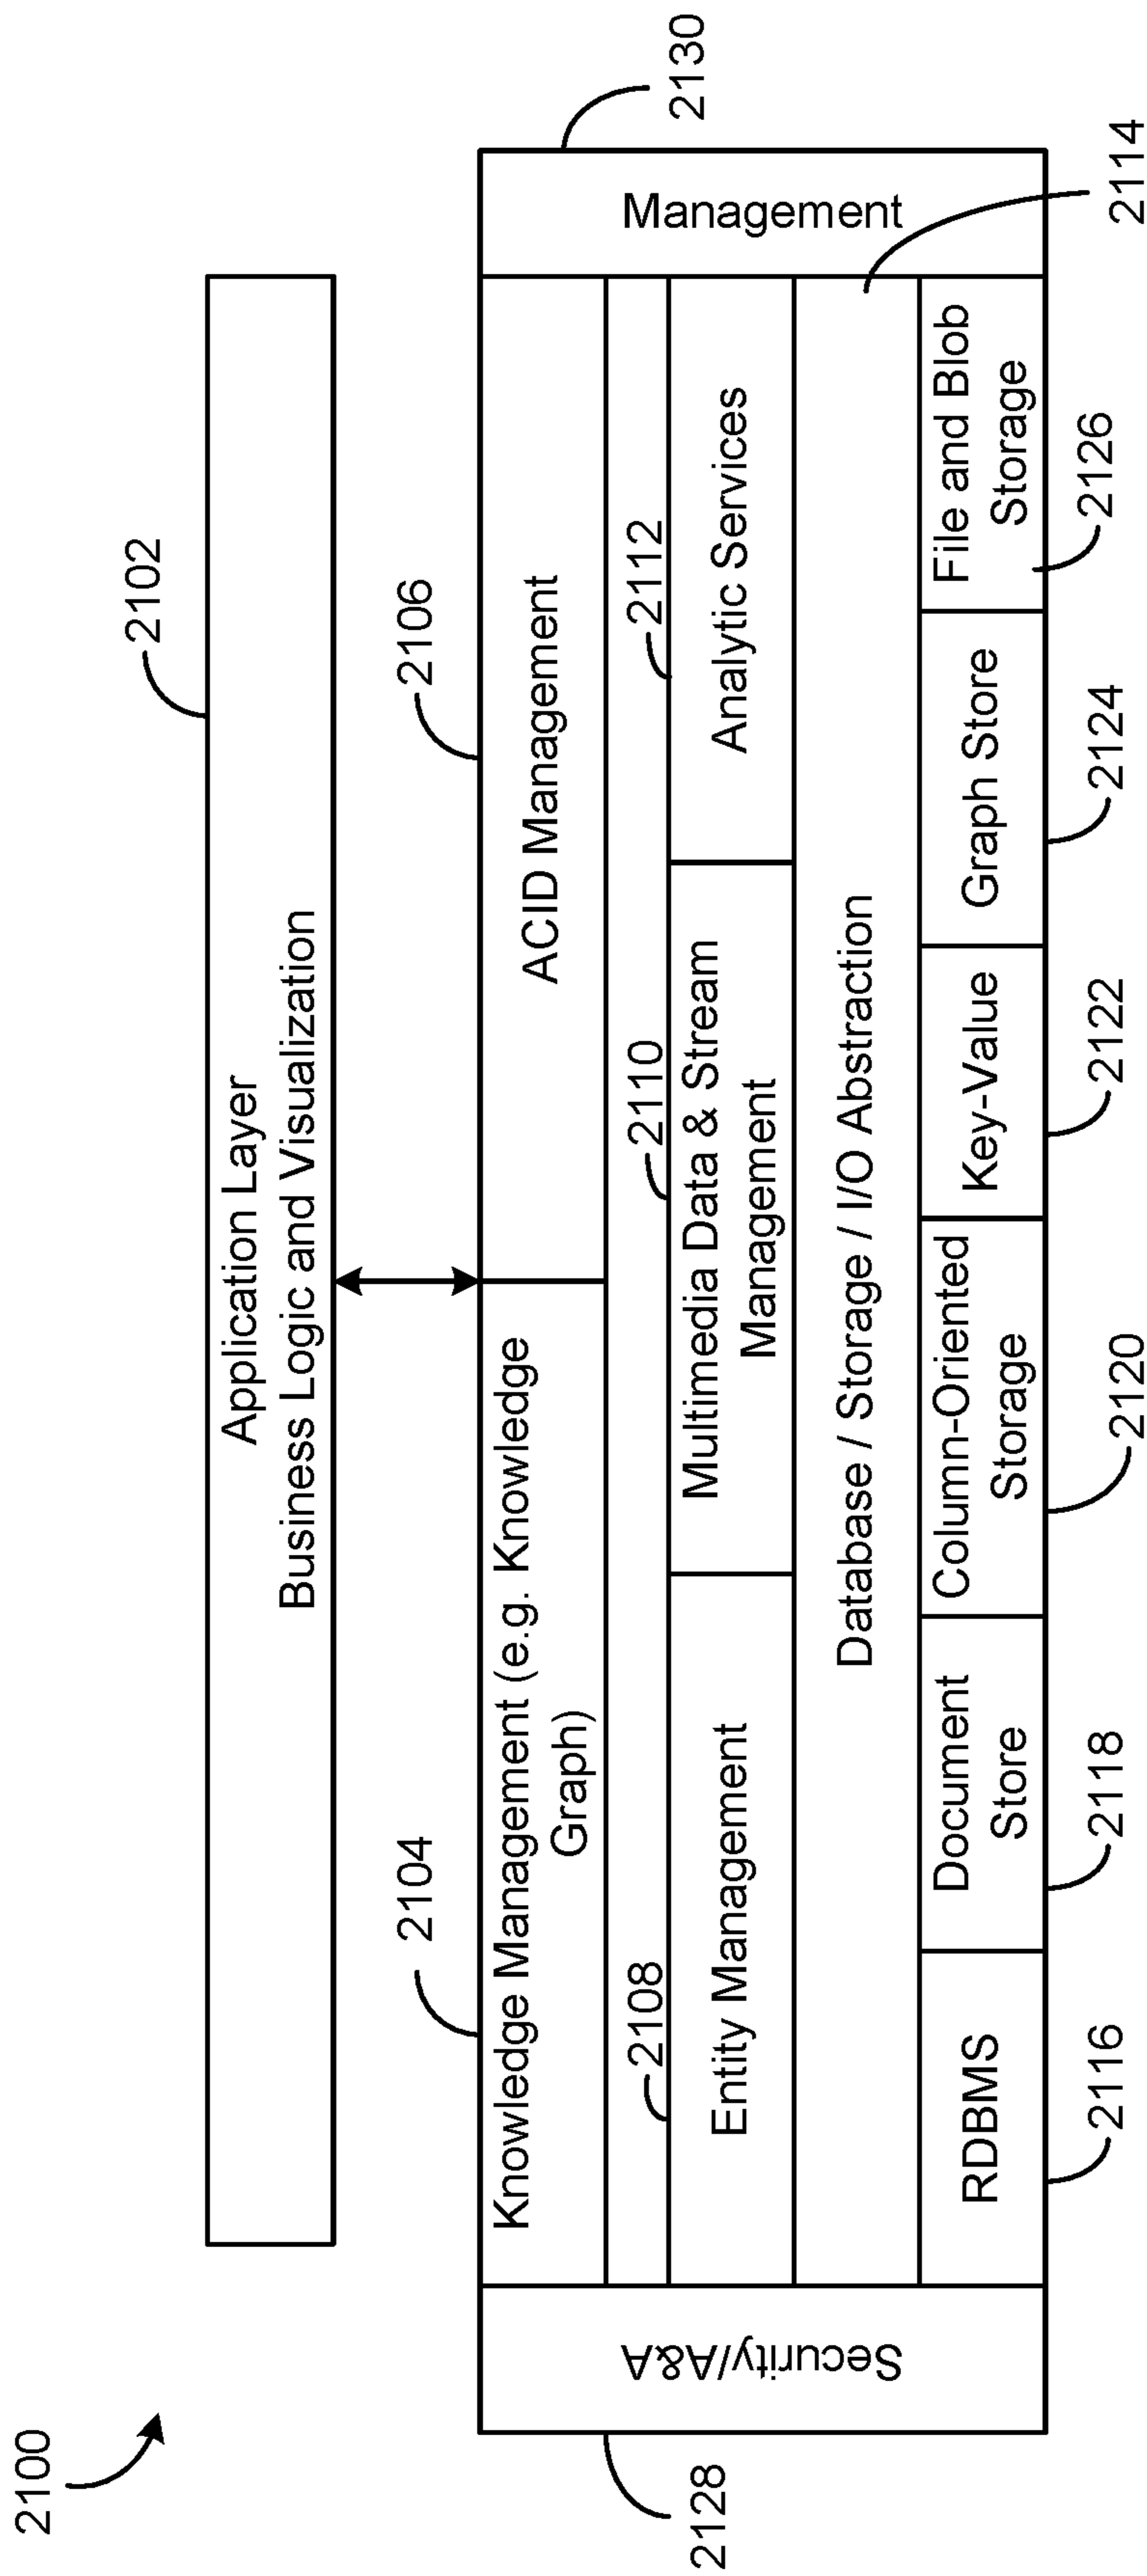 2100
2102
Application Layer
Business Logic and Visualization
2104
2106
Knowledge Management (e.g. Knowledge
Graph)
ACID Management
2108
2110
2112
Entity Management
Multimedia Data & Stream
Management
Analytic Services
Database / Storage / I/O Abstraction
RDBMS
Document
Store
Column-Oriented
Storage
Key-Value
Graph Store
File and Blob
Storage
Security/A&A
Management
2128
2116
2118
2120
2122
2124
2126
2114
2130